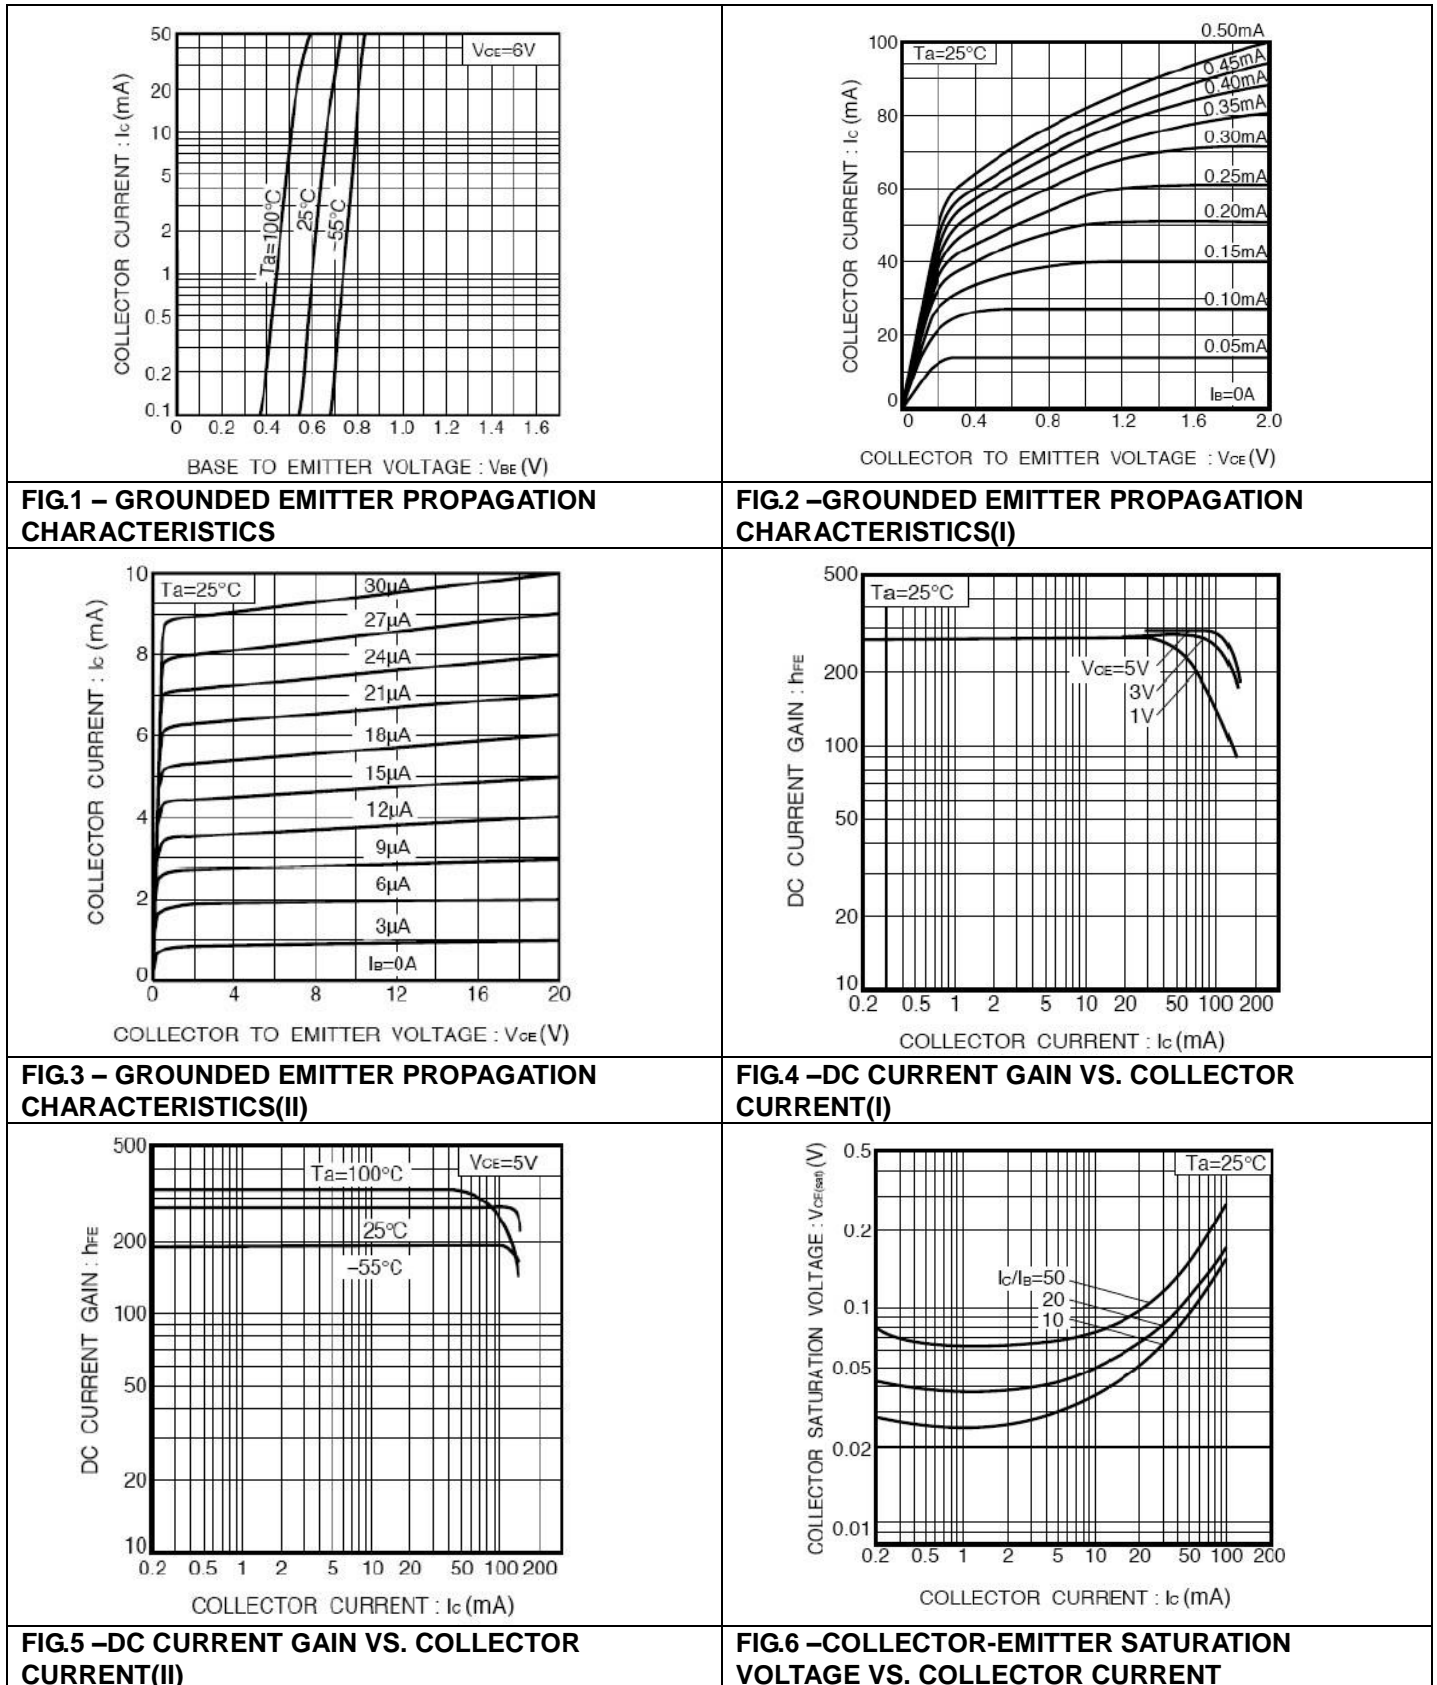 50
20
10
5
2
1
0.5
0.2
0.1
VCE=6V
Ta=100°C
25°C
−55°C
0 0.2 0.4 0.6 0.8 1.0 1.2 1.4 1.6
COLLECTOR CURRENT : Ic (mA)
BASE TO EMITTER VOLTAGE : VBE (V)
FIG.1 – GROUNDED EMITTER PROPAGATION
CHARACTERISTICS
100
80
60
40
20
0
Ta=25°C
0.50mA
0.45mA
0.40mA
0.35mA
0.30mA
0.25mA
0.20mA
0.15mA
0.10mA
0.05mA
IB=0A
0 0.4 0.8 1.2 1.6 2.0
COLLECTOR CURRENT : Ic (mA)
COLLECTOR TO EMITTER VOLTAGE : VCE (V)
FIG.2 –GROUNDED EMITTER PROPAGATION
CHARACTERISTICS(I)
10
8
6
4
2
0
Ta=25°C
30μA
27μA
24μA
21μA
18μA
15μA
12μA
9μA
6μA
3μA
IB=0A
0 4 8 12 16 20
COLLECTOR CURRENT : Ic (mA)
COLLECTOR TO EMITTER VOLTAGE : VCE (V)
FIG.3 – GROUNDED EMITTER PROPAGATION
CHARACTERISTICS(II)
500
200
100
50
20
10
Ta=25°C
VCE=5V
3V
1V
0.2 0.5 1 2 5 10 20 50 100 200
DC CURRENT GAIN : hFE
COLLECTOR CURRENT : Ic (mA)
FIG.4 –DC CURRENT GAIN VS. COLLECTOR
CURRENT(I)
500
200
100
50
20
10
Ta=100°C
VCE=5V
25°C
−55°C
0.2 0.5 1 2 5 10 20 50 100 200
DC CURRENT GAIN : hFE
COLLECTOR CURRENT : Ic (mA)
FIG.5 –DC CURRENT GAIN VS. COLLECTOR
CURRENT(II)
0.5
0.2
0.1
0.05
0.02
0.01
Ta=25°C
Ic/IB=50
20
10
0.2 0.5 1 2 5 10 20 50 100 200
COLLECTOR SATURATION VOLTAGE : VCE(sat) (V)
COLLECTOR CURRENT : Ic (mA)
FIG.6 –COLLECTOR-EMITTER SATURATION
VOLTAGE VS. COLLECTOR CURRENT